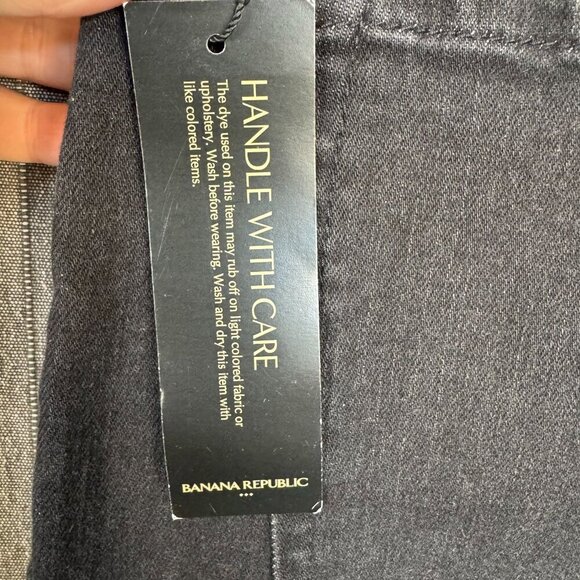 HANDLE WITH CARE
The dye used on this item may rub off on light colored fabric or
upholstery. Wash before wearing. Wash and dry this item with
like colored items.
BANANA REPUBLIC